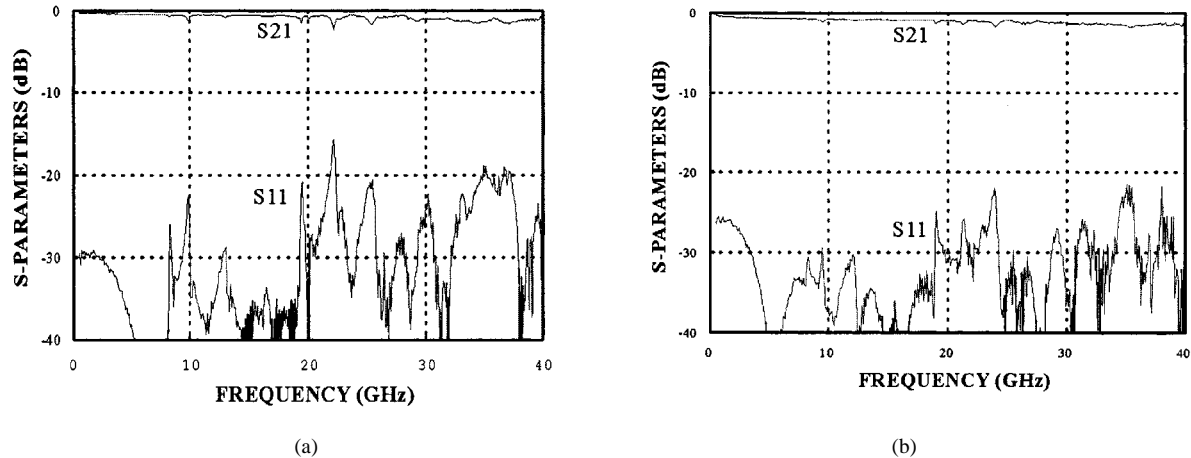 0
-10
-20
-30
-40
S-PARAMETERS (dB)
S21
S11
0 10 20 30 40
FREQUENCY (GHz)
(a)
0
-10
-20
-30
-40
S-PARAMETERS (dB)
S21
S11
0 10 20 30 40
FREQUENCY (GHz)
(b)